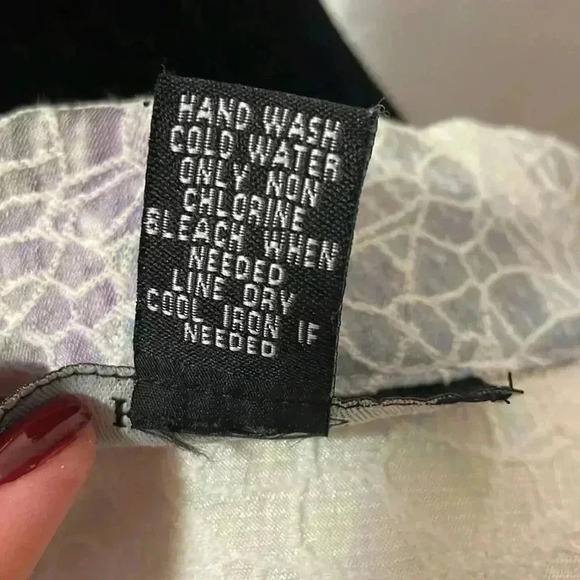 HAND WASH
COLD WATER
ONLY NON
CHLORINE
BLEACH WHEN
NEEDED
LINE DRY
COOL IRON IF
NEEDED